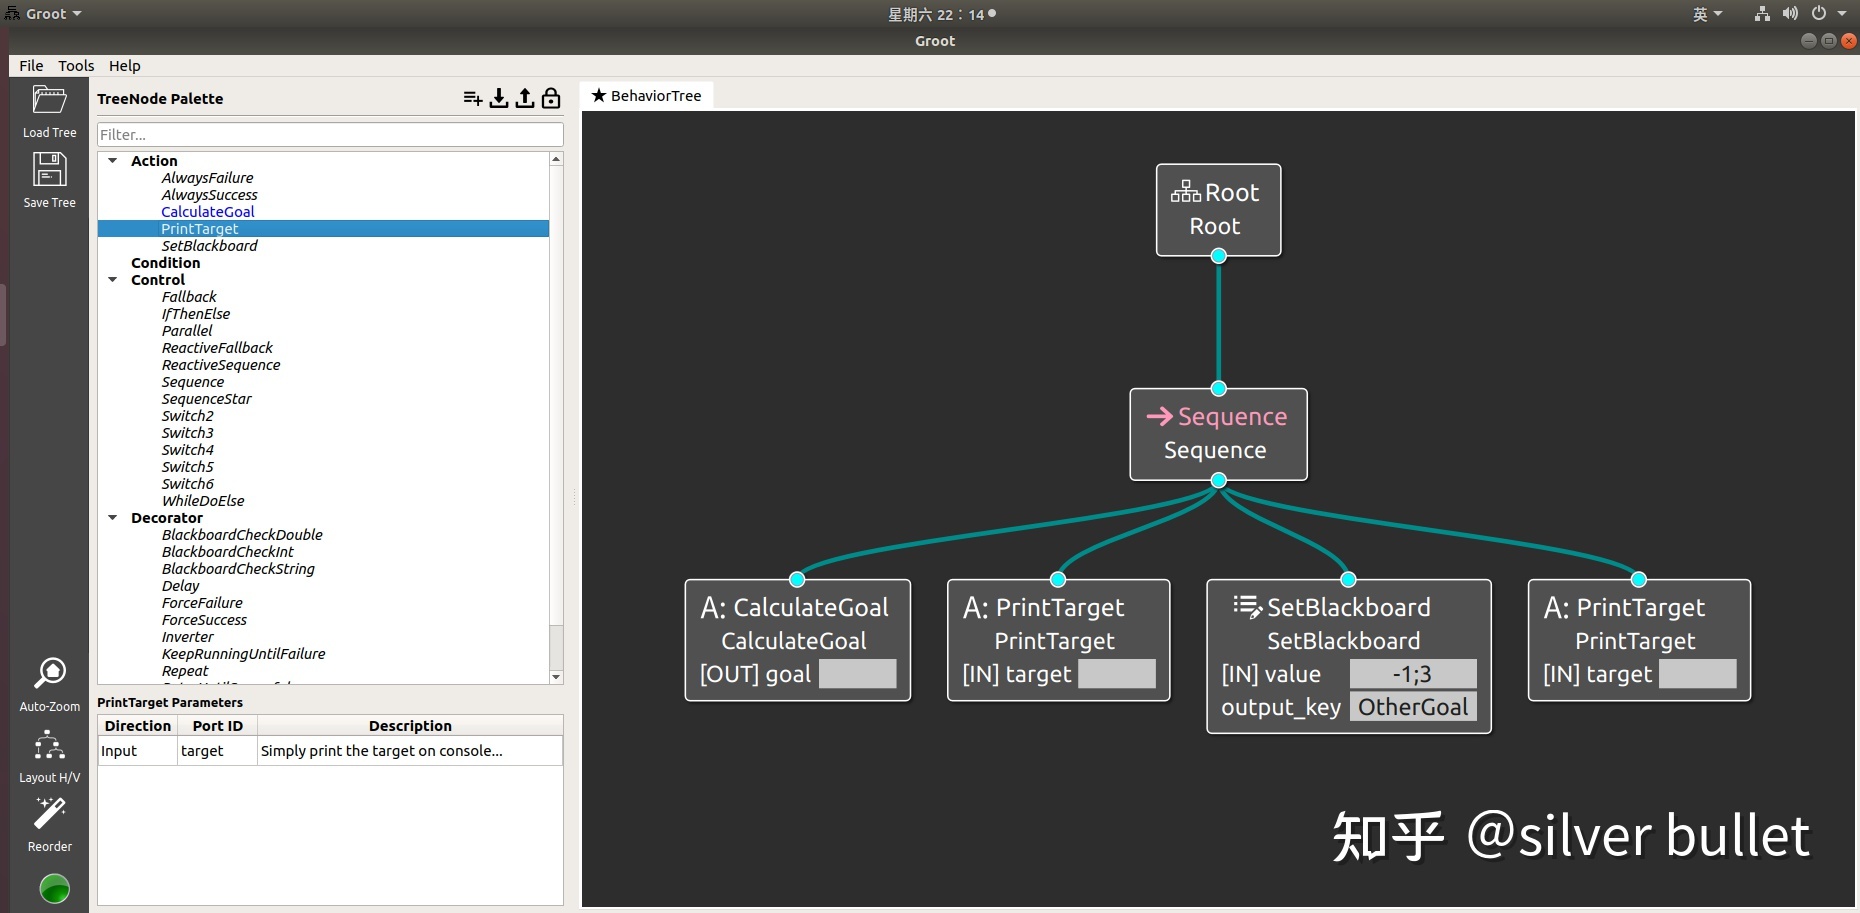 Groot
星期六 22：14
英
Groot
File Tools Help
Load Tree
Save Tree
Auto-Zoom
Layout H/V
Reorder
TreeNode Palette
Filter...
Action
AlwaysFailure
AlwaysSuccess
CalculateGoal
PrintTarget
SetBlackboard
Condition
Control
Fallback
IfThenElse
Parallel
ReactiveFallback
ReactiveSequence
Sequence
SequenceStar
Switch2
Switch3
Switch4
Switch5
Switch6
WhileDoElse
Decorator
BlackboardCheckDouble
BlackboardCheckInt
BlackboardCheckString
Delay
ForceFailure
ForceSuccess
Inverter
KeepRunningUntilFailure
Repeat
PrintTarget Parameters
Direction Port ID Description
Input target Simply print the target on console...
★ BehaviorTree
Root
Root
Sequence
Sequence
A: CalculateGoal
CalculateGoal
[OUT] goal
A: PrintTarget
PrintTarget
[IN] target
SetBlackboard
SetBlackboard
[IN] value -1;3
output_key OtherGoal
A: PrintTarget
PrintTarget
[IN] target
知乎 @silver bullet